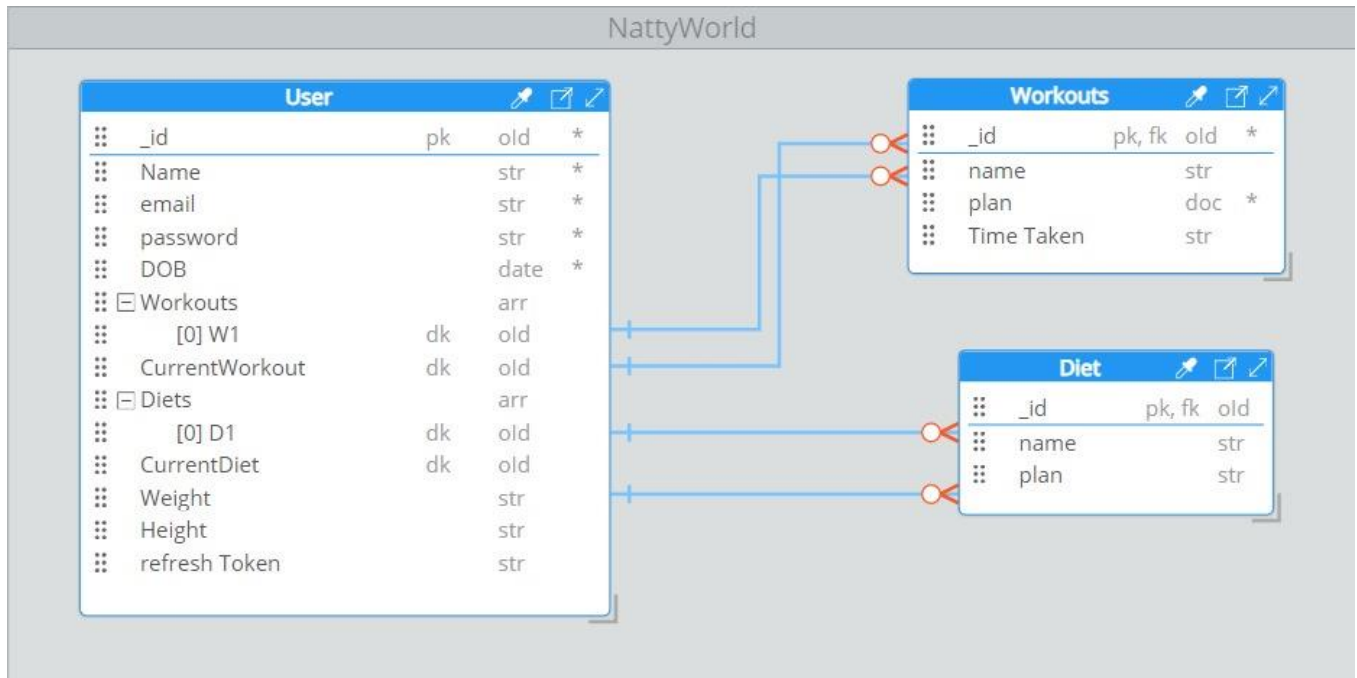 NattyWorld
User
_id pk oId *
Name str *
email str *
password str *
DOB date *
Workouts arr
[0] W1 dk oId
CurrentWorkout dk oId
Diets arr
[0] D1 dk oId
CurrentDiet dk oId
Weight str
Height str
refresh Token str
Workouts
_id pk, fk oId *
name str
plan doc *
Time Taken str
Diet
_id pk, fk oId
name str
plan str